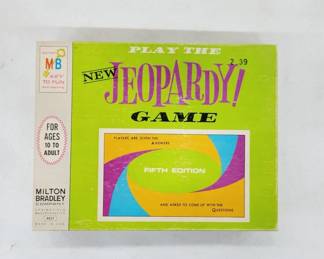 PLAY THE
2.39
NEW JEOPARDY!
GAME
PLAYERS ARE GIVEN THE
ANSWERS
FIFTH EDITION
AND ASKED TO COME UP WITH THE
QUESTIONS
MB
KEY
TO FUN
FOR
AGES
10 TO
ADULT
MILTON
BRADLEY
COMPANY